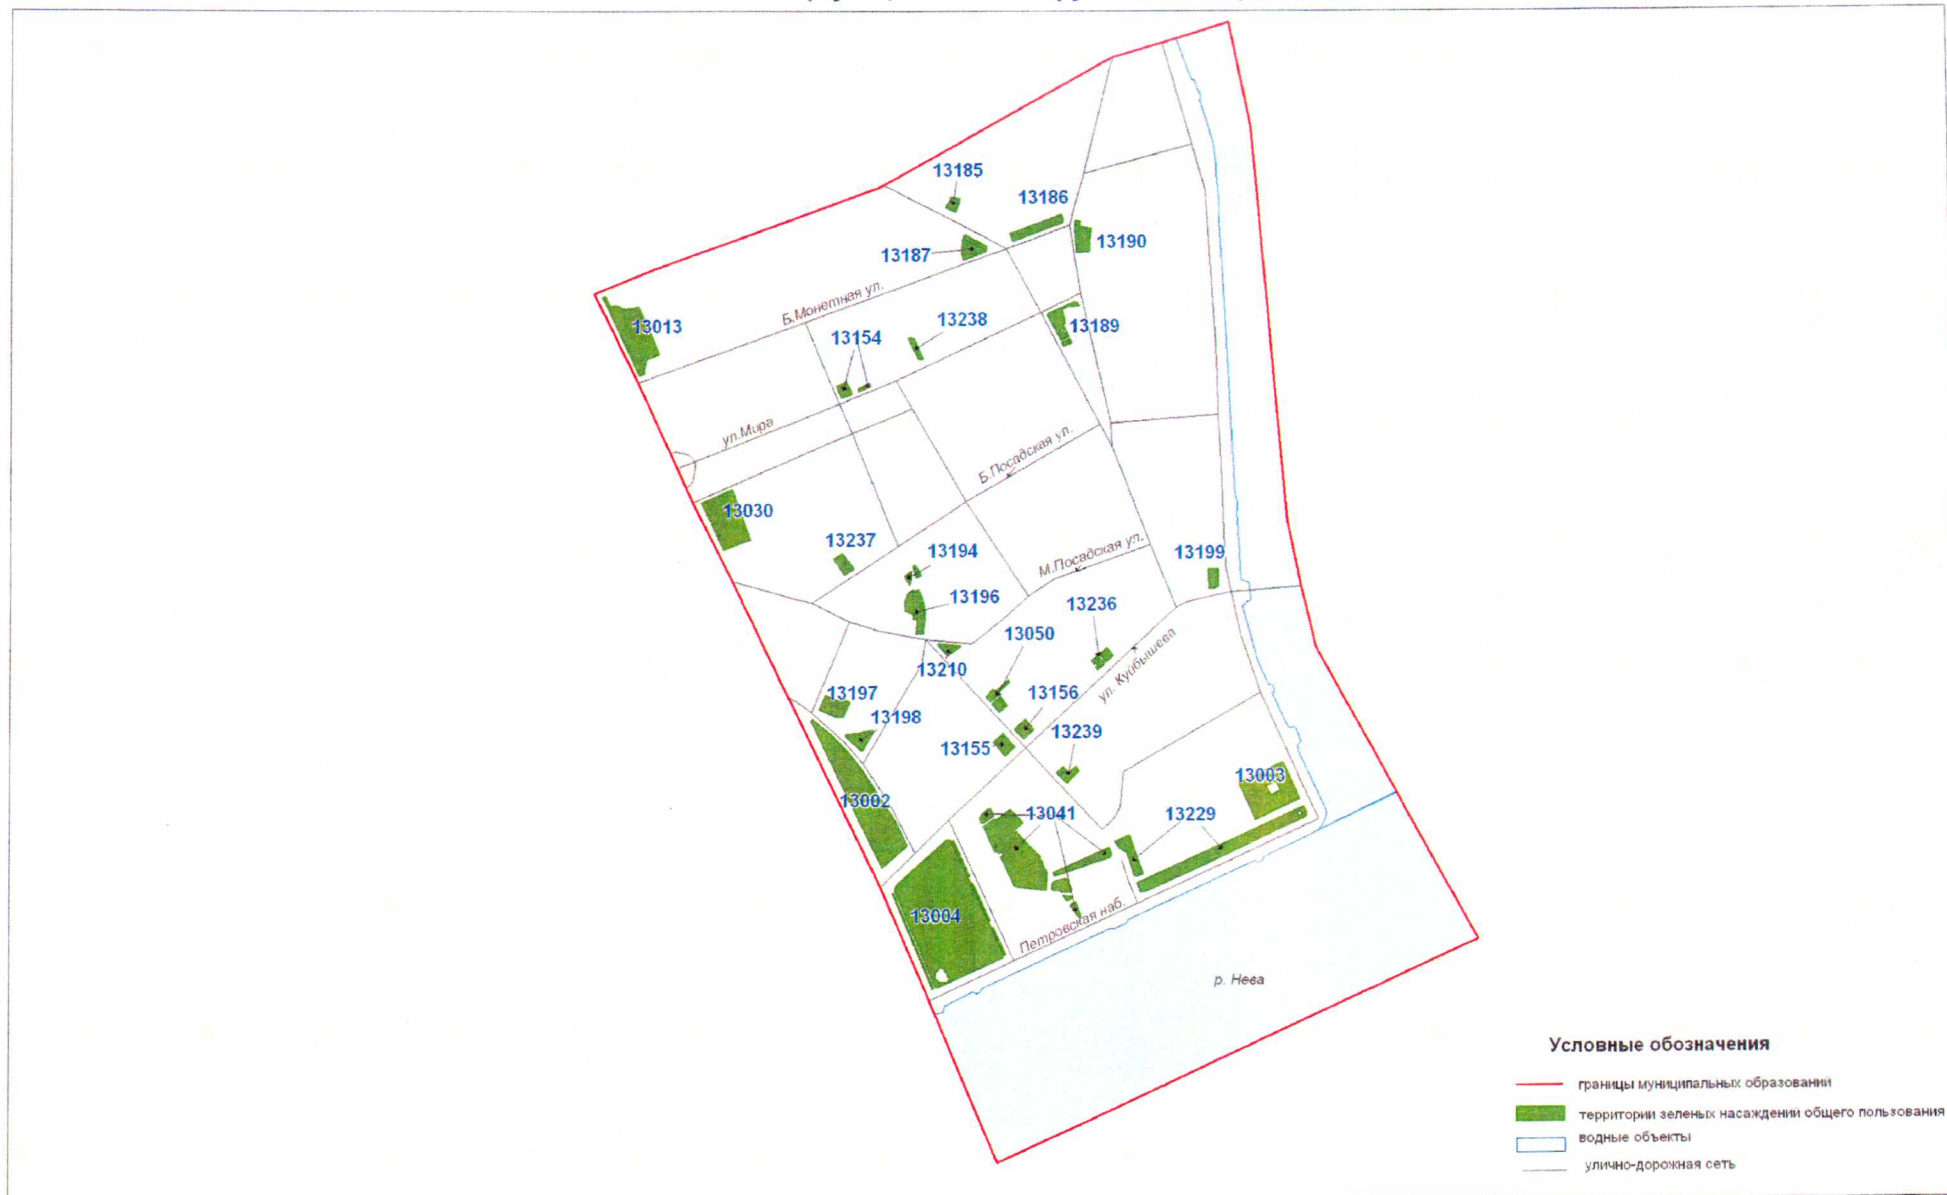 13185
13186
13187
13190
Б.Монетная ул.
13013
13238
13189
13154
ул.Мира
Б.Посадская ул.
13030
13237
13194
М.Посадская ул.
13199
13196
13236
13050
13210
ул. Куйбышева
13197
13156
13198
13239
13155
13003
13002
13041
13229
13004
Петровская наб.
р. Нева
Условные обозначения
границы муниципальных образований
территории зеленых насаждений общего пользования
водные объекты
улично-дорожная сеть